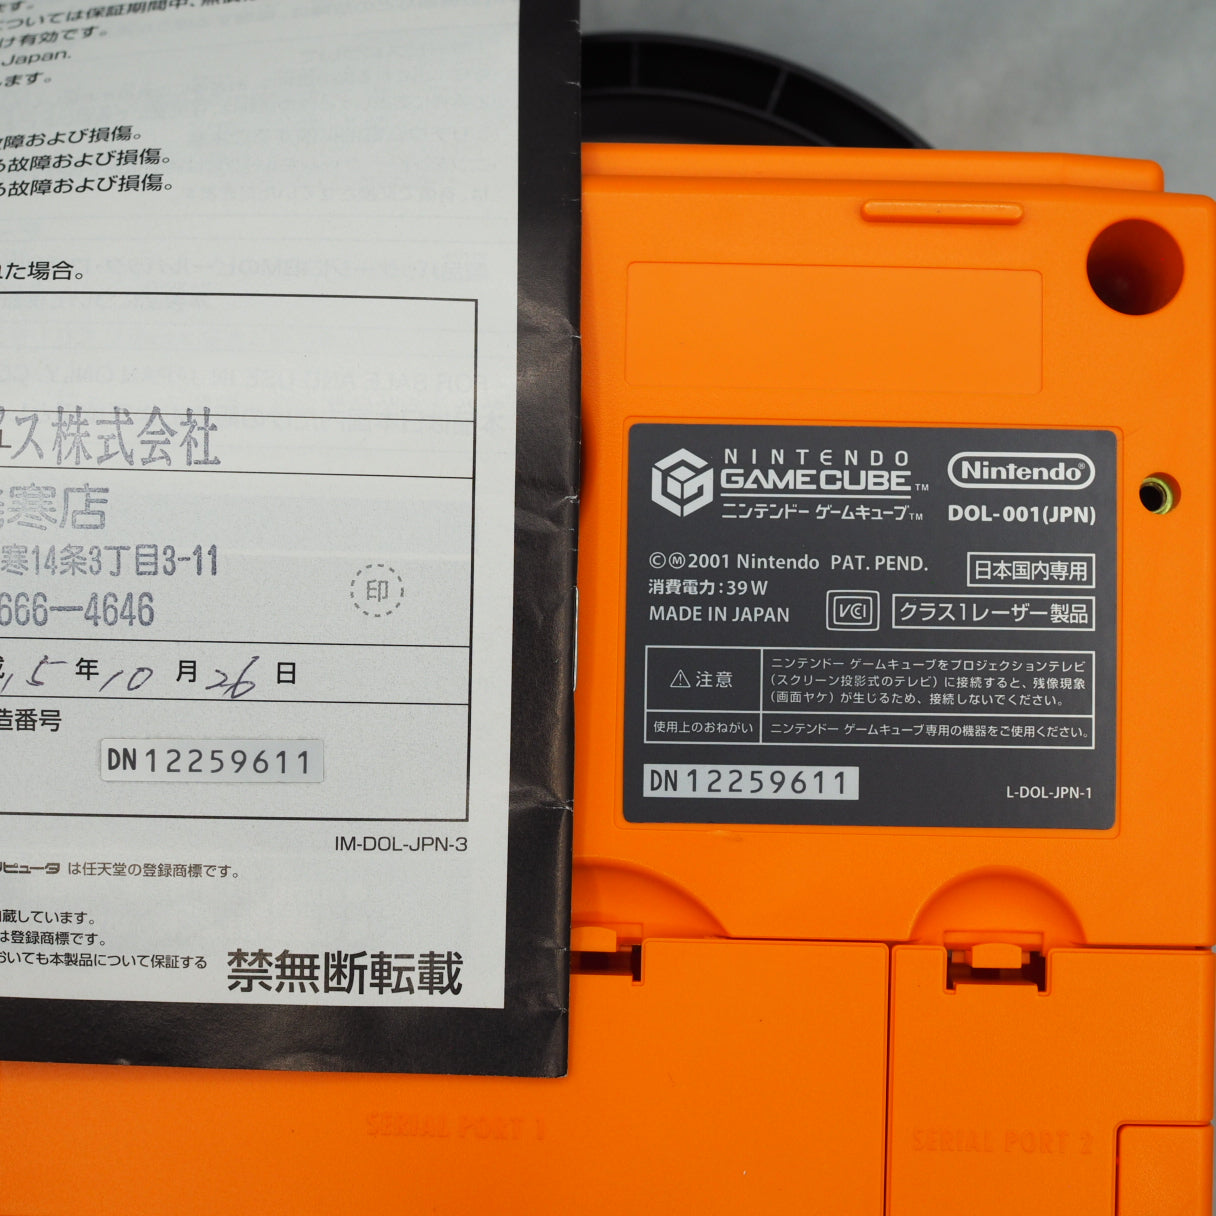 ます。
ついては保証期間中、無
け有効です。
Japan.
します。
故障および損傷。
る故障および損傷。
る故障および損傷。
れた場合。
ス株式会社
寒店
寒14条3丁目3-11
666-4646
印
15年10月26日
造番号
DN12259611
IM-DOL-JPN-3
ピュータ は任天堂の登録商標です。
蔵しています。
は登録商標です。
おいても本製品について保証する
禁無断転載
NINTENDO
GAMECUBE™
ニンテンドー ゲームキューブ™
Nintendo®
DOL-001(JPN)
©Ⓜ2001 Nintendo PAT. PEND.
日本国内専用
消費電力:39W
MADE IN JAPAN
VCI
クラス1レーザー製品
⚠注意
ニンテンドー ゲームキューブをプロジェクションテレビ
(スクリーン投影式のテレビ)に接続すると、残像現象
(画面ヤケ)が生じるため、接続しないでください。
使用上のおねがい
ニンテンドー ゲームキューブ専用の機器をご使用ください。
DN12259611
L-DOL-JPN-1
SERIAL PORT 1
SERIAL PORT 2